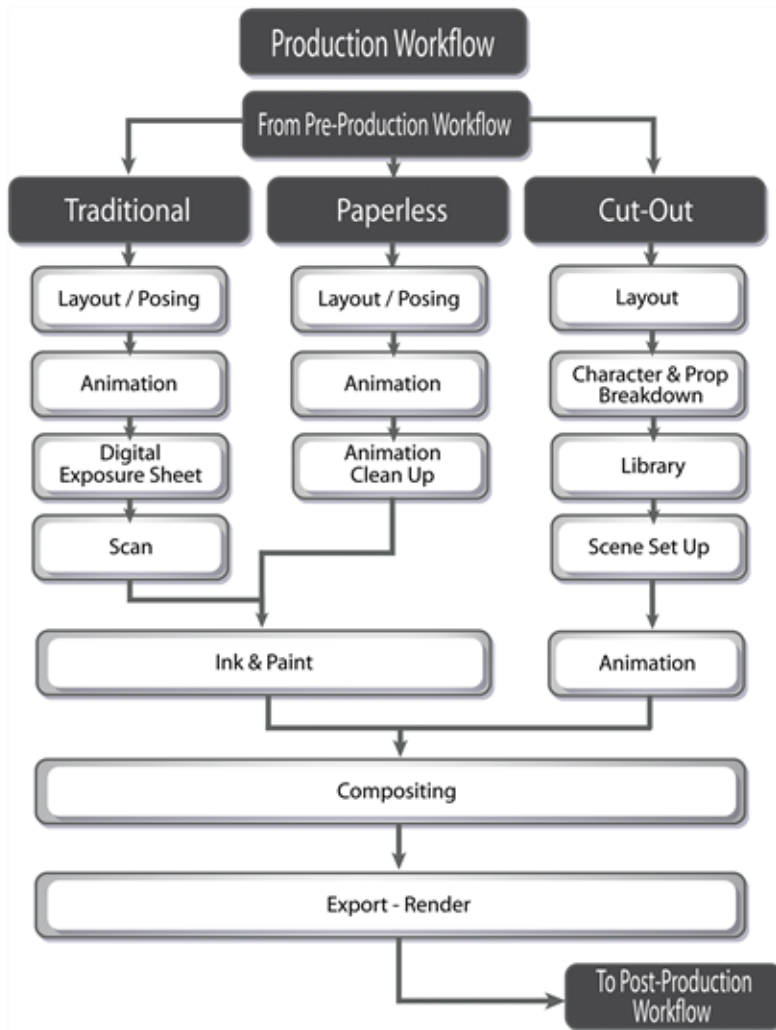 Production Workflow
From Pre-Production Workflow
Traditional
Paperless
Cut-Out
Layout / Posing
Layout / Posing
Layout
Animation
Animation
Character & Prop
Breakdown
Digital
Exposure Sheet
Animation
Clean Up
Library
Scan
Scene Set Up
Ink & Paint
Animation
Compositing
Export - Render
To Post-Production
Workflow